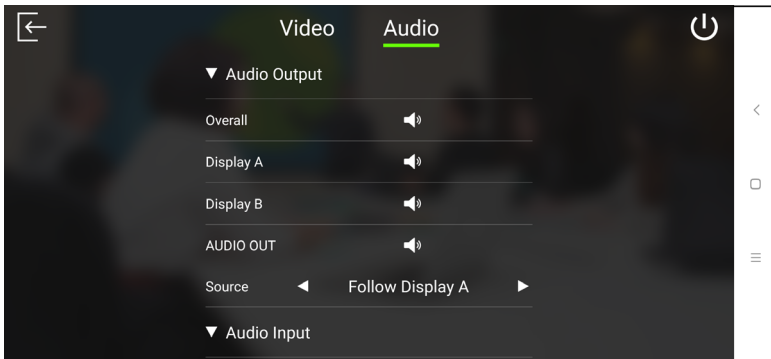 Video Audio
Audio Output
Overall
Display A
Display B
AUDIO OUT
Source Follow Display A
Audio Input